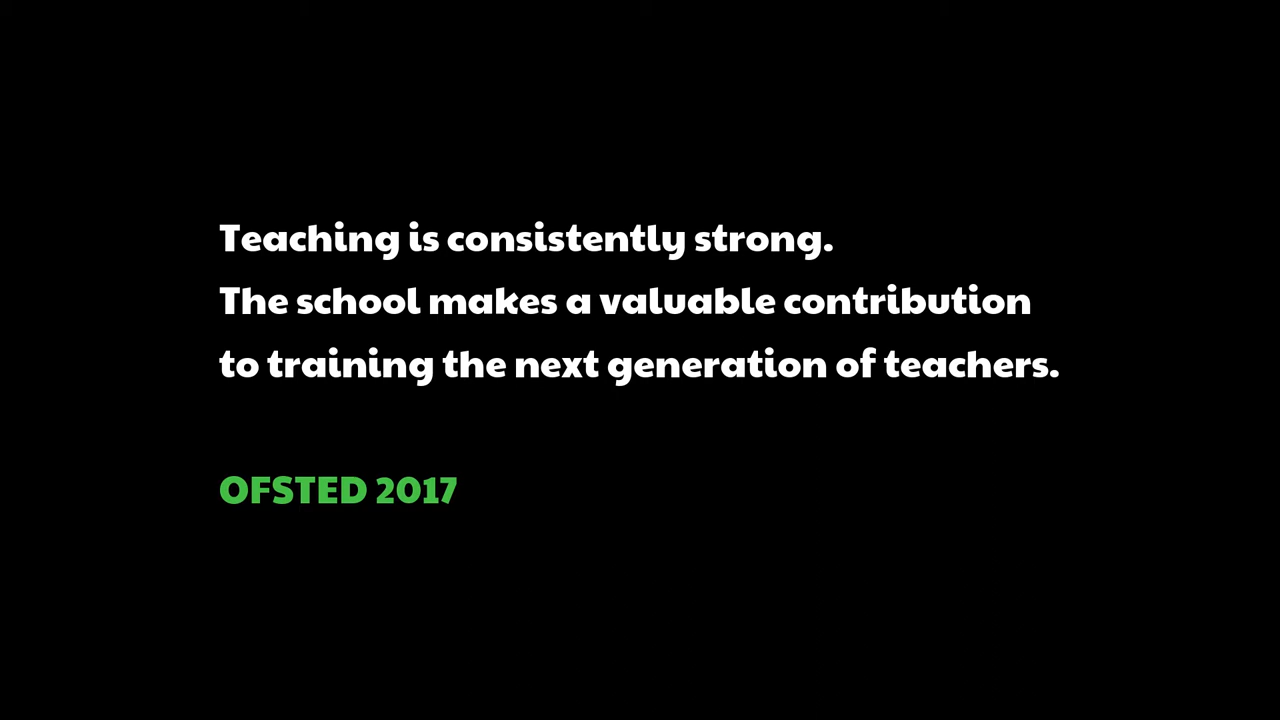 Teaching is consistently strong.
The school makes a valuable contribution
to training the next generation of teachers.
OFSTED 2017